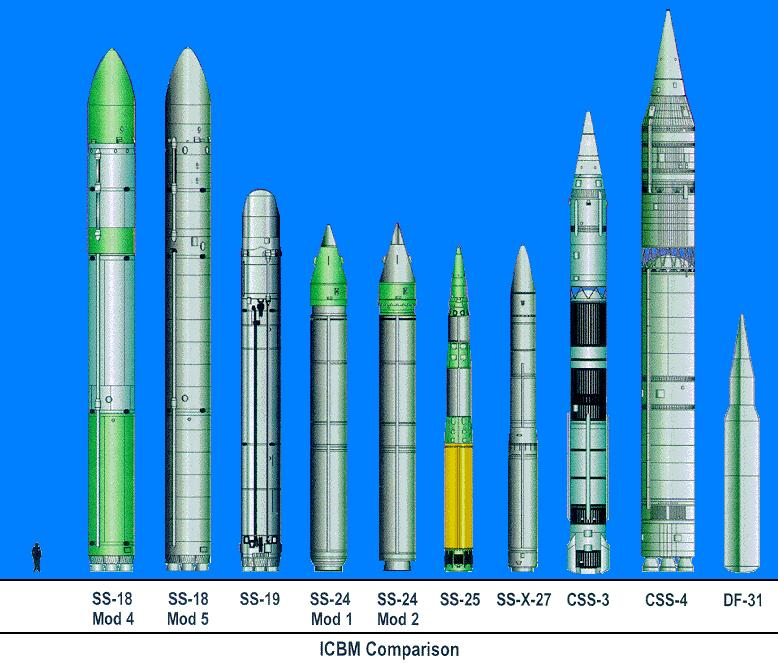 SS-18 SS-18 SS-19 SS-24 SS-24 SS-25 SS-X-27 CSS-3 CSS-4 DF-31
Mod 4 Mod 5 Mod 1 Mod 2
ICBM Comparison